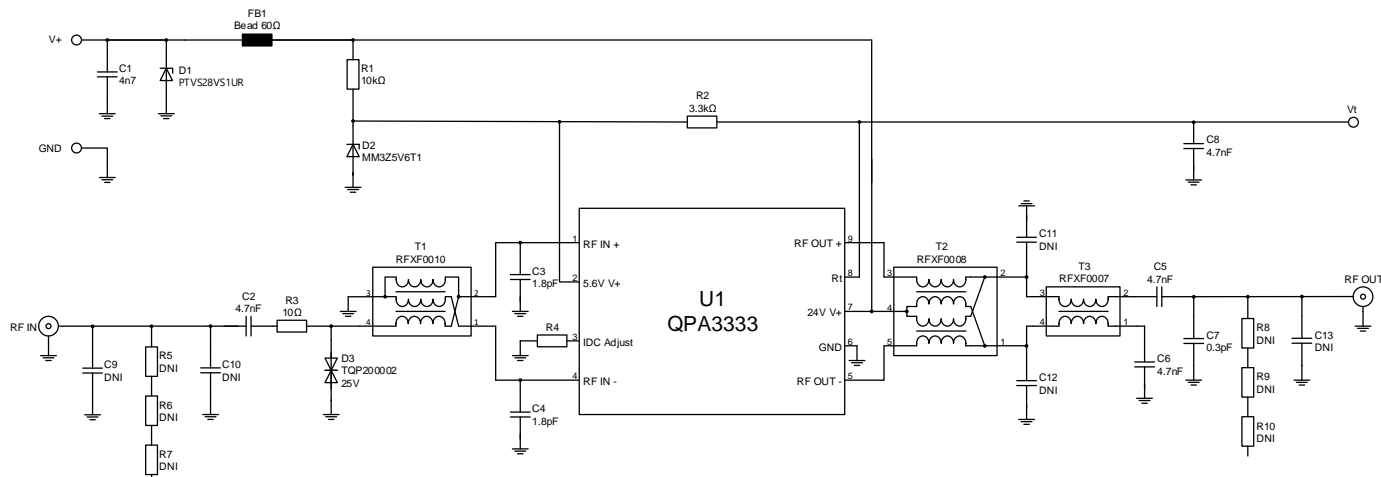 FB1
Bead 60Ω
V+
C1
4n7
D1
PTVS28VS1UR
R1
10kΩ
R2
3.3kΩ
Vt
D2
MM3Z5V6T1
C8
4.7nF
GND
U1
QPA3333
1 RF IN +
2 5.6V V+
3 IDC Adjust
4 RF IN -
RF OUT + 9
Rt 8
24V V+ 7
GND 6
RF OUT - 5
T1
RFXF0010
3
4
2
1
C3
1.8pF
R4
C4
1.8pF
RF IN
C2
4.7nF
R3
10Ω
C9
DNI
R5
DNI
R6
DNI
R7
DNI
C10
DNI
D3
TQP200002
25V
T2
RFXF0008
3
4
5
2
1
C11
DNI
C12
DNI
T3
RFXF0007
3
4
2
1
C5
4.7nF
C6
4.7nF
C7
0.3pF
R8
DNI
R9
DNI
R10
DNI
C13
DNI
RF OUT